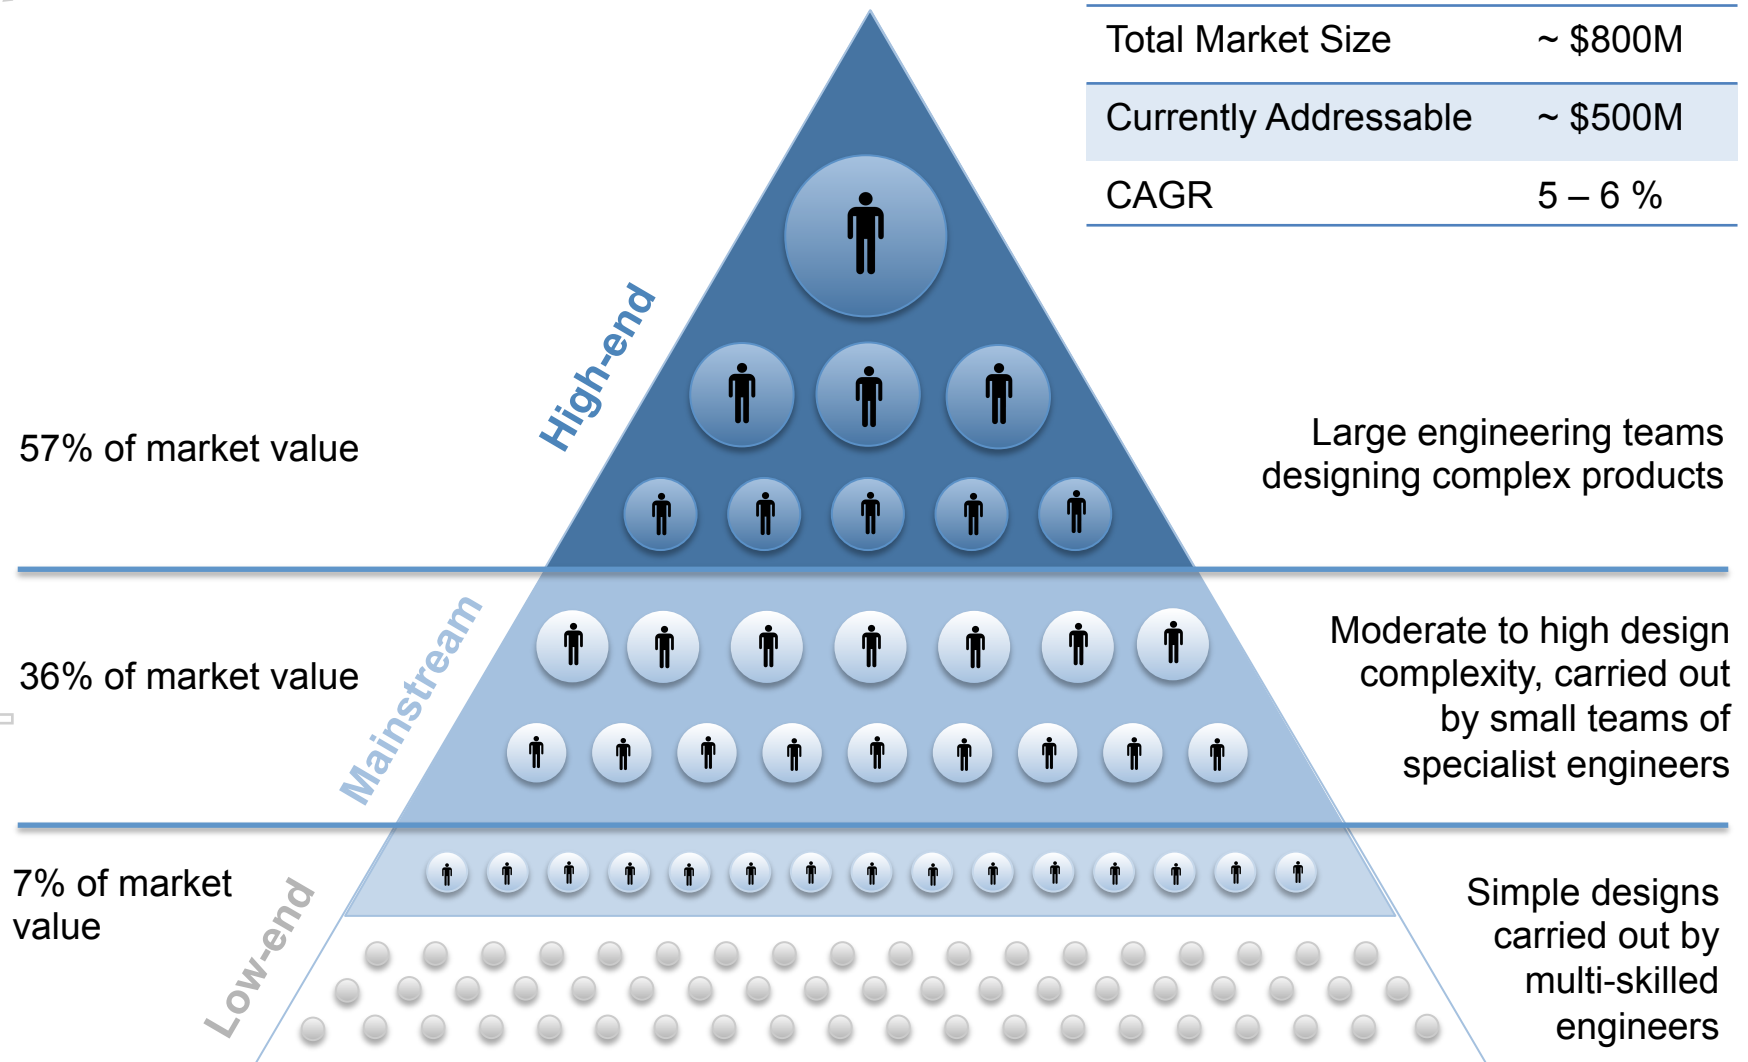 Total Market Size ~ $800M
Currently Addressable ~ $500M
CAGR 5 – 6 %
High-end
57% of market value
Large engineering teams
designing complex products
Mainstream
36% of market value
Moderate to high design
complexity, carried out
by small teams of
specialist engineers
Low-end
7% of market
value
Simple designs
carried out by
multi-skilled
engineers